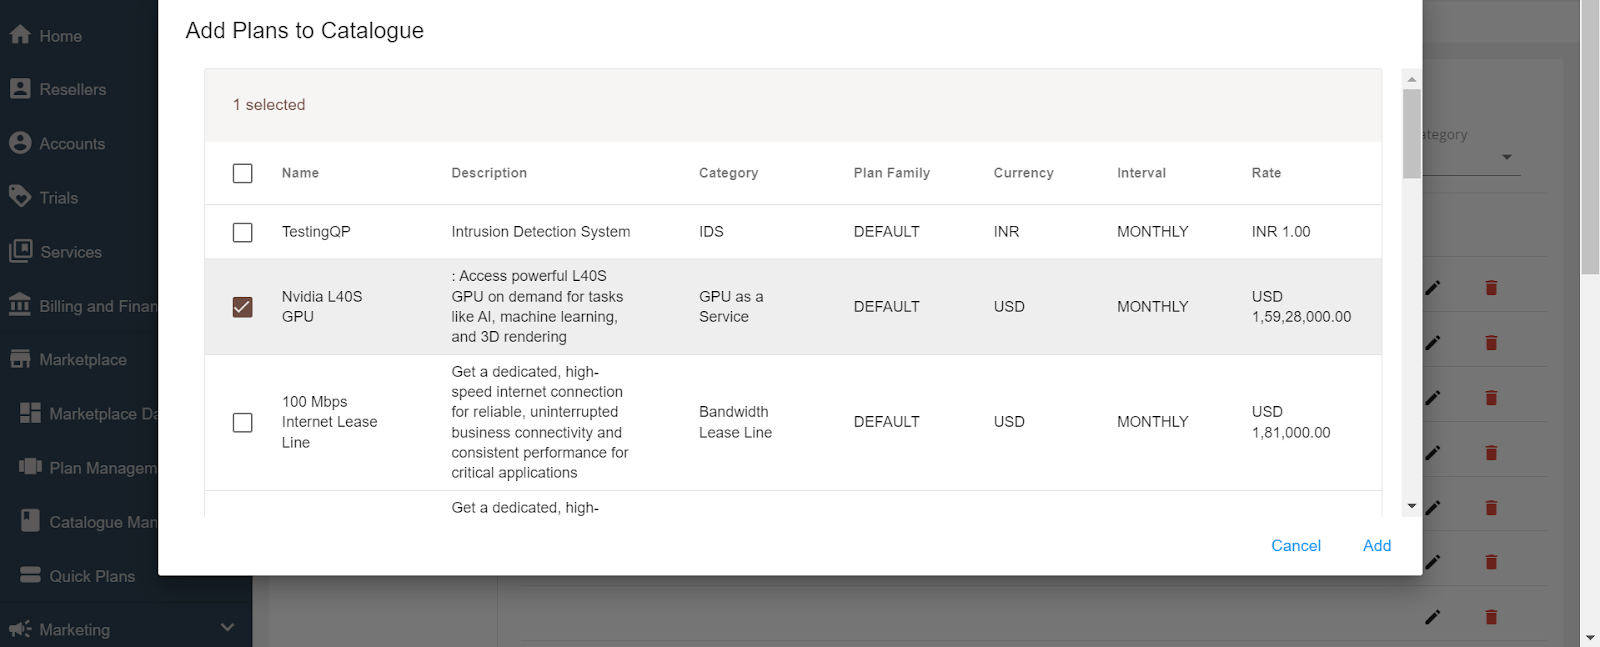 Add Plans to Catalogue
Home
Resellers
Accounts
Trials
Services
Billing and Finan
Marketplace
Marketplace Da
Plan Managem
Catalogue Man
Quick Plans
Marketing
1 selected
Name Description Category Plan Family Currency Interval Rate
TestingQP Intrusion Detection System IDS DEFAULT INR MONTHLY INR 1.00
: Access powerful L40S
Nvidia L40S GPU on demand for tasks GPU as a USD
GPU like AI, machine learning, Service DEFAULT USD MONTHLY 1,59,28,000.00
and 3D rendering
Get a dedicated, high-
speed internet connection
100 Mbps for reliable, uninterrupted Bandwidth USD
Internet Lease business connectivity and Lease Line DEFAULT USD MONTHLY 1,81,000.00
Line consistent performance for
critical applications
Get a dedicated, high-
Cancel Add
ategory